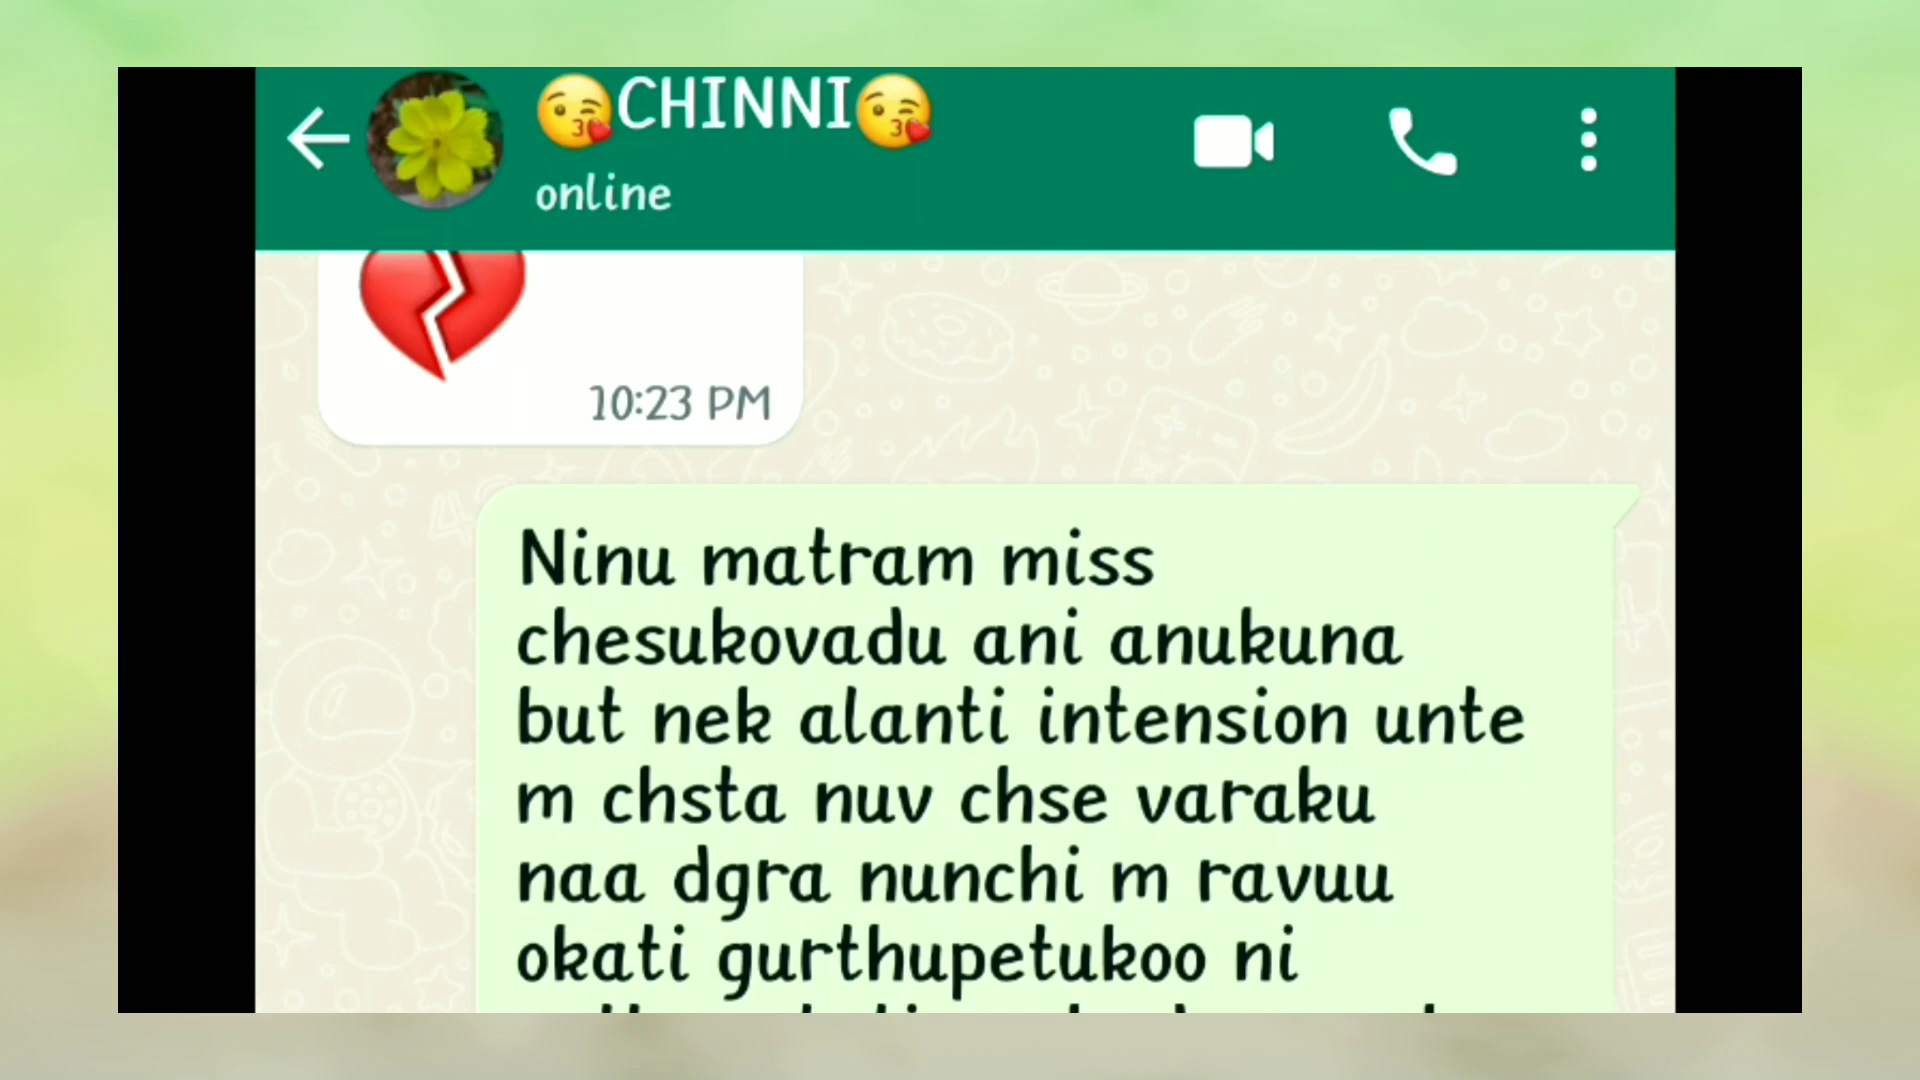 😘CHINNI😘
online
10:23 PM
Ninu matram miss
chesukovadu ani anukuna
but nek alanti intension unte
m chsta nuv chse varaku
naa dgra nunchi m ravuu
okati gurthupetukoo ni